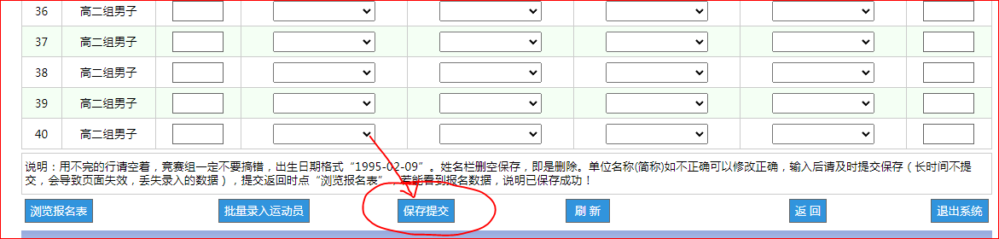 36 高二组男子
37 高二组男子
38 高二组男子
39 高二组男子
40 高二组男子
说明：用不完的行请空着，竞赛组一定不要搞错，出生日期格式“1995-02-09”。姓名栏删空保存，即是删除。单位名称(简称)如不正确可以修改正确，输入后请及时提交保存（长时间不提
交，会导致页面失效，丢失录入的数据），提交返回时点“浏览报名表”，若能看到报名数据，说明已保存成功！
浏览报名表 批量录入运动员 保存提交 刷 新 返 回 退出系统